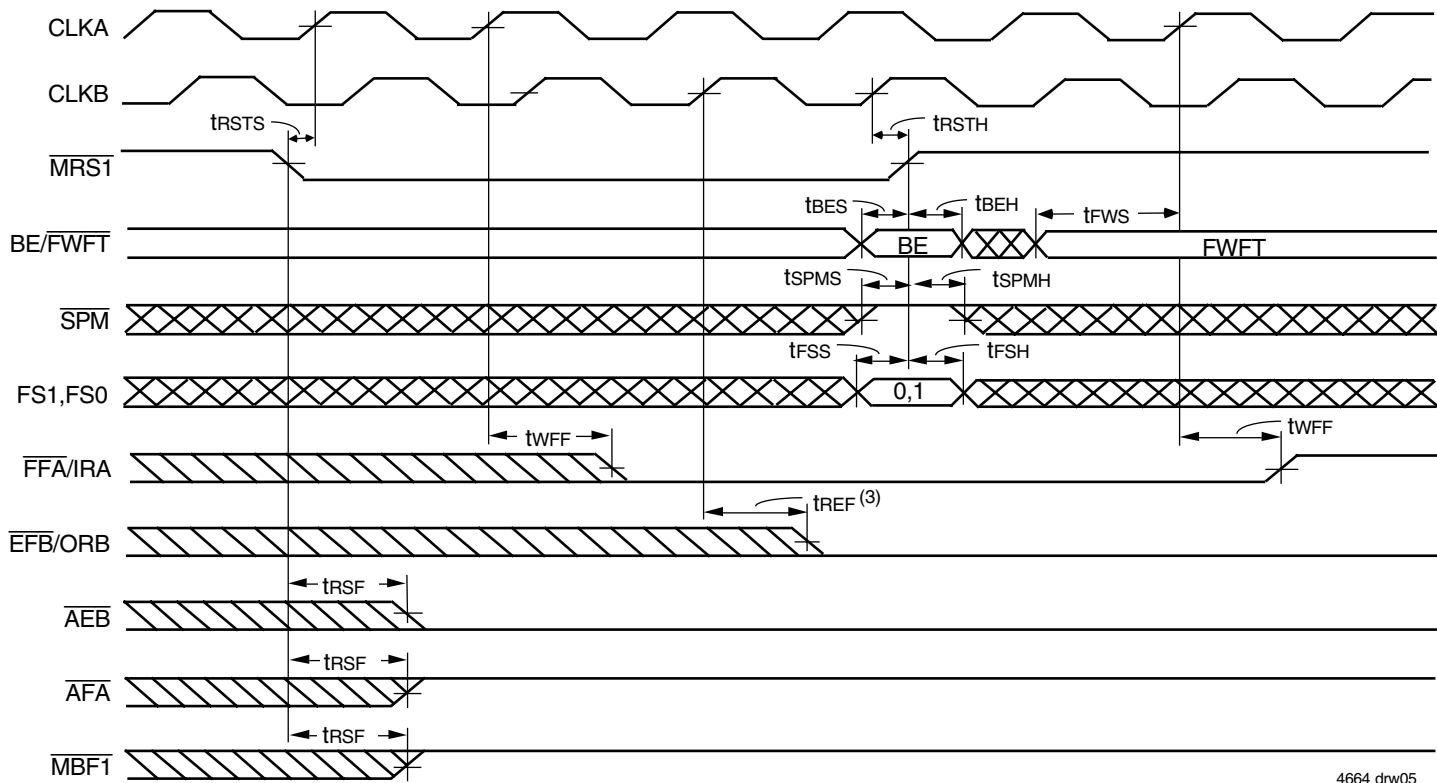 CLKA
CLKB
tRSTS
tRSTH
MRS1
tBES
tBEH
tFWS
BE/FWFT
BE
FWFT
tSPMS
tSPMH
SPM
tFSS
tFSH
FS1,FS0
0,1
tWFF
tWFF
FFA/IRA
tREF (3)
EFB/ORB
tRSF
AEB
tRSF
AFA
tRSF
MBF1
4664 drw05